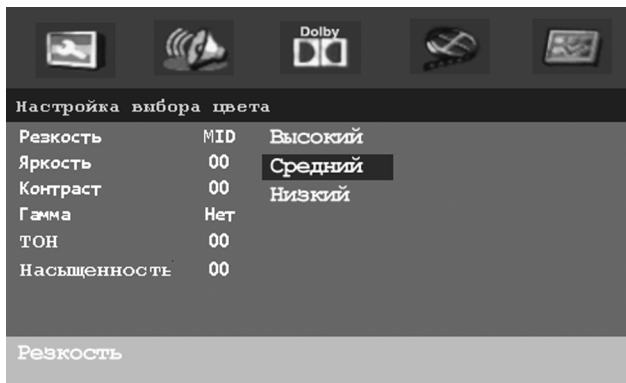 Dolby
Настройка выбора цвета
Резкость MID Высокий
Яркость 00 Средний
Контраст 00 Низкий
Гамма Нет
ТОН 00
Насыщенность 00
Резкость